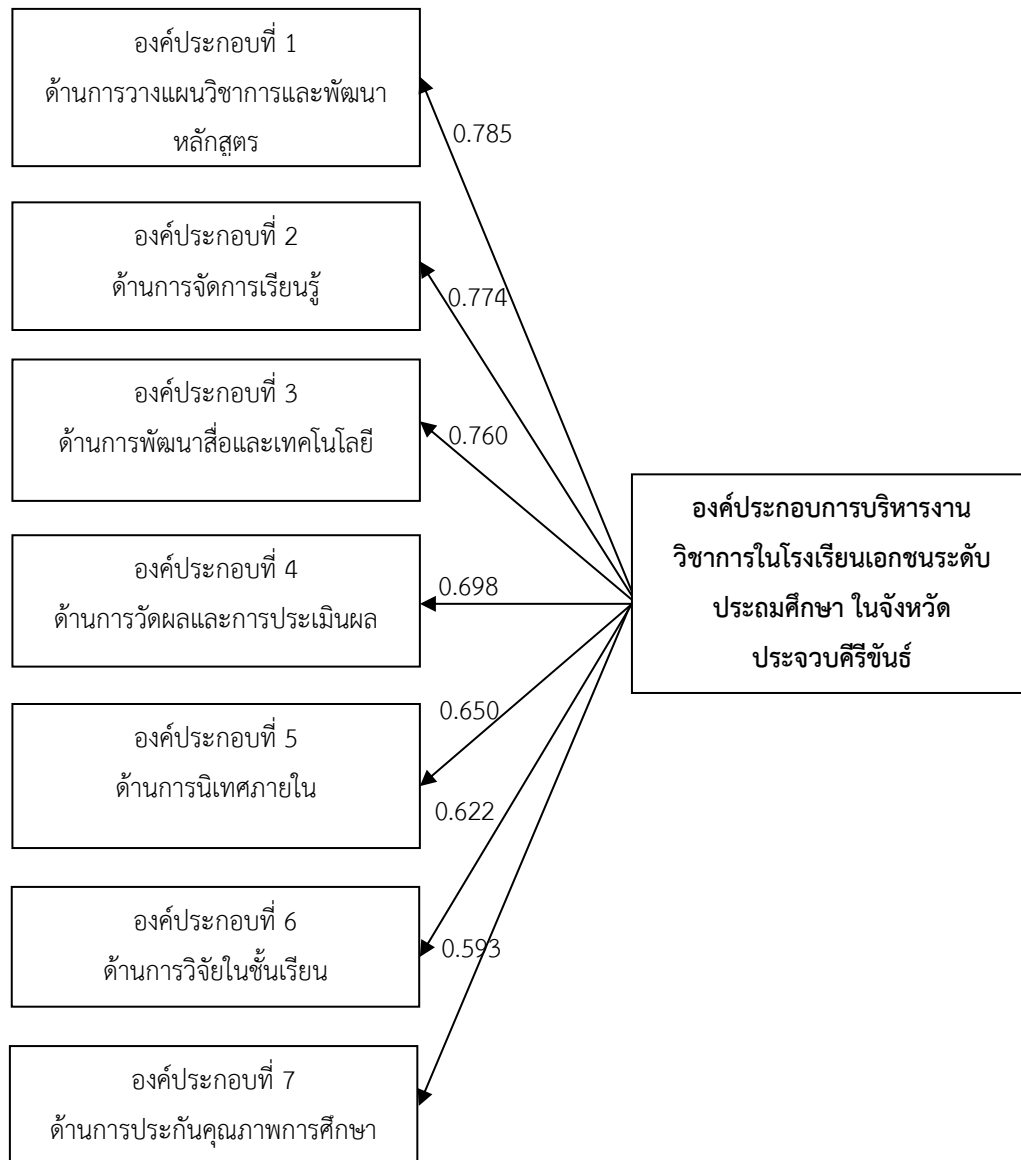 องค์ประกอบที่ 1
ด้านการวางแผนวิชาการและพัฒนา
หลักสูตร
0.785
องค์ประกอบที่ 2
ด้านการจัดการเรียนรู้
0.774
องค์ประกอบที่ 3
ด้านการพัฒนาสื่อและเทคโนโลยี
0.760
องค์ประกอบการบริหารงาน
วิชาการในโรงเรียนเอกชนระดับ
ประถมศึกษา ในจังหวัด
ประจวบคีรีขันธ์
องค์ประกอบที่ 4
ด้านการวัดผลและการประเมินผล
0.698
องค์ประกอบที่ 5
ด้านการนิเทศภายใน
0.650
0.622
องค์ประกอบที่ 6
ด้านการวิจัยในชั้นเรียน
0.593
องค์ประกอบที่ 7
ด้านการประกันคุณภาพการศึกษา